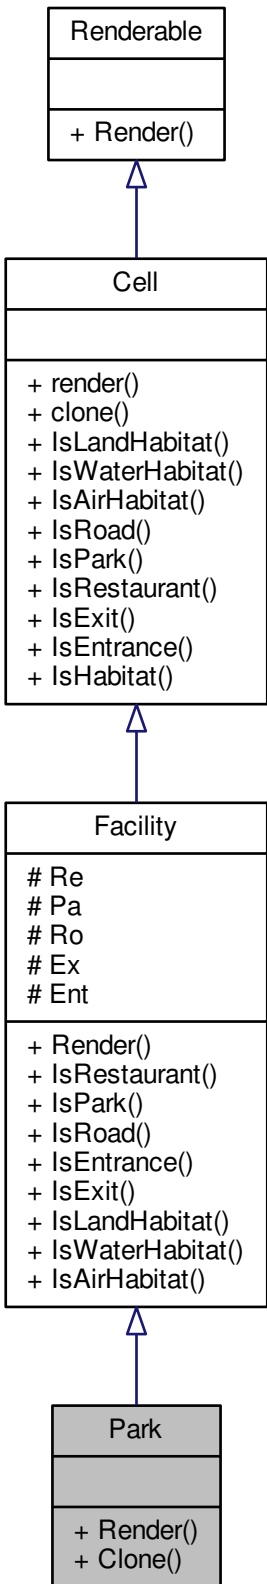 Renderable
+ Render()
Cell
+ render()
+ clone()
+ IsLandHabitat()
+ IsWaterHabitat()
+ IsAirHabitat()
+ IsRoad()
+ IsPark()
+ IsRestaurant()
+ IsExit()
+ IsEntrance()
+ IsHabitat()
Facility
# Re
# Pa
# Ro
# Ex
# Ent
+ Render()
+ IsRestaurant()
+ IsPark()
+ IsRoad()
+ IsEntrance()
+ IsExit()
+ IsLandHabitat()
+ IsWaterHabitat()
+ IsAirHabitat()
Park
+ Render()
+ Clone()